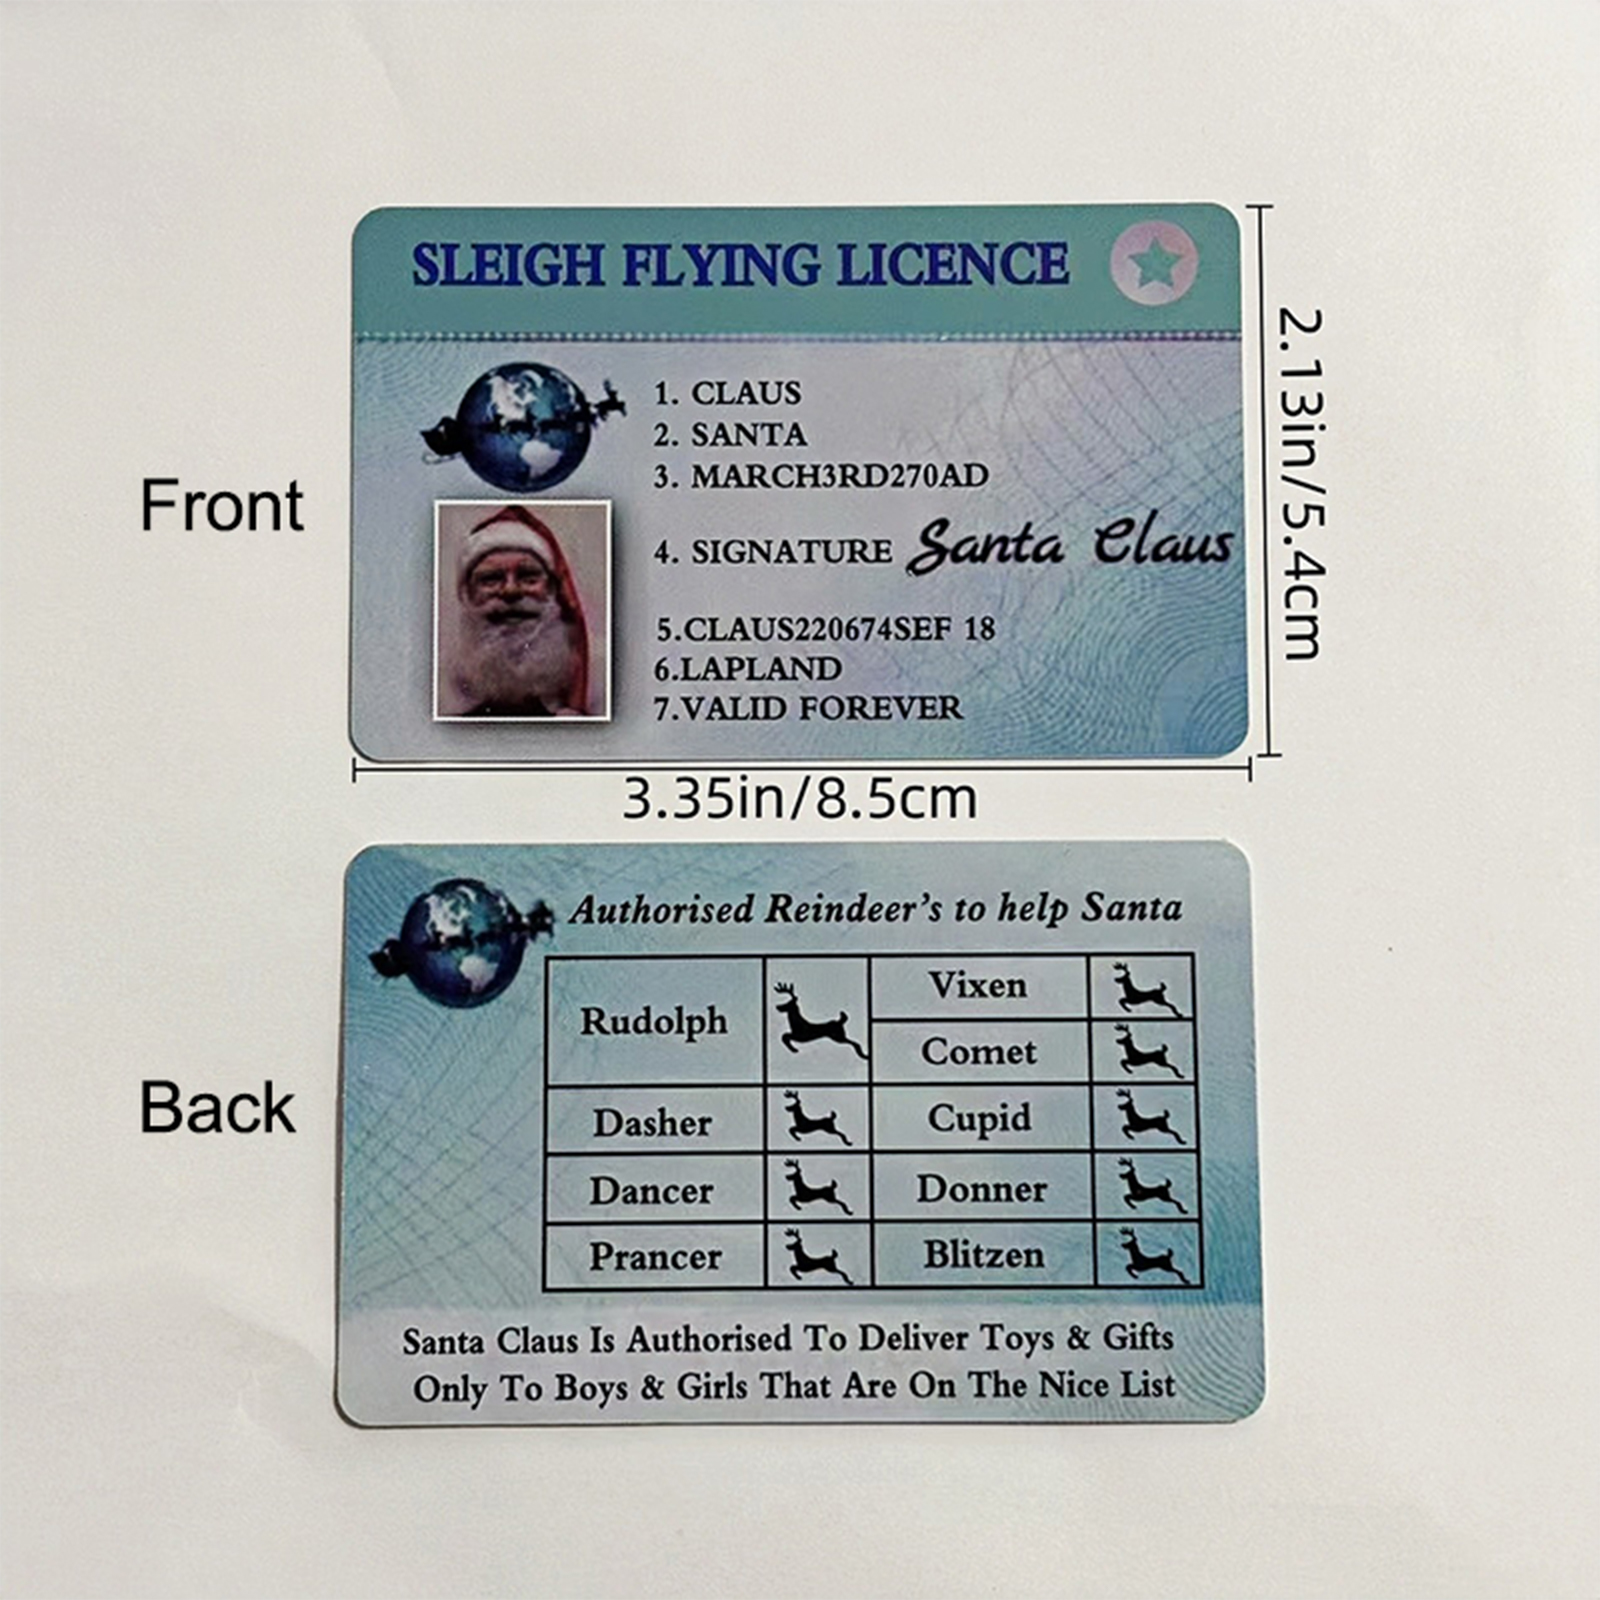 SLEIGH FLYING LICENCE
1. CLAUS
2. SANTA
3. MARCH3RD270AD
4. SIGNATURE Santa Claus
5.CLAUS220674SEF 18
6.LAPLAND
7.VALID FOREVER
Front
2.13in/5.4cm
3.35in/8.5cm
Back
Authorised Reindeer's to help Santa
Rudolph
Vixen
Comet
Dasher
Cupid
Dancer
Donner
Prancer
Blitzen
Santa Claus Is Authorised To Deliver Toys & Gifts
Only To Boys & Girls That Are On The Nice List